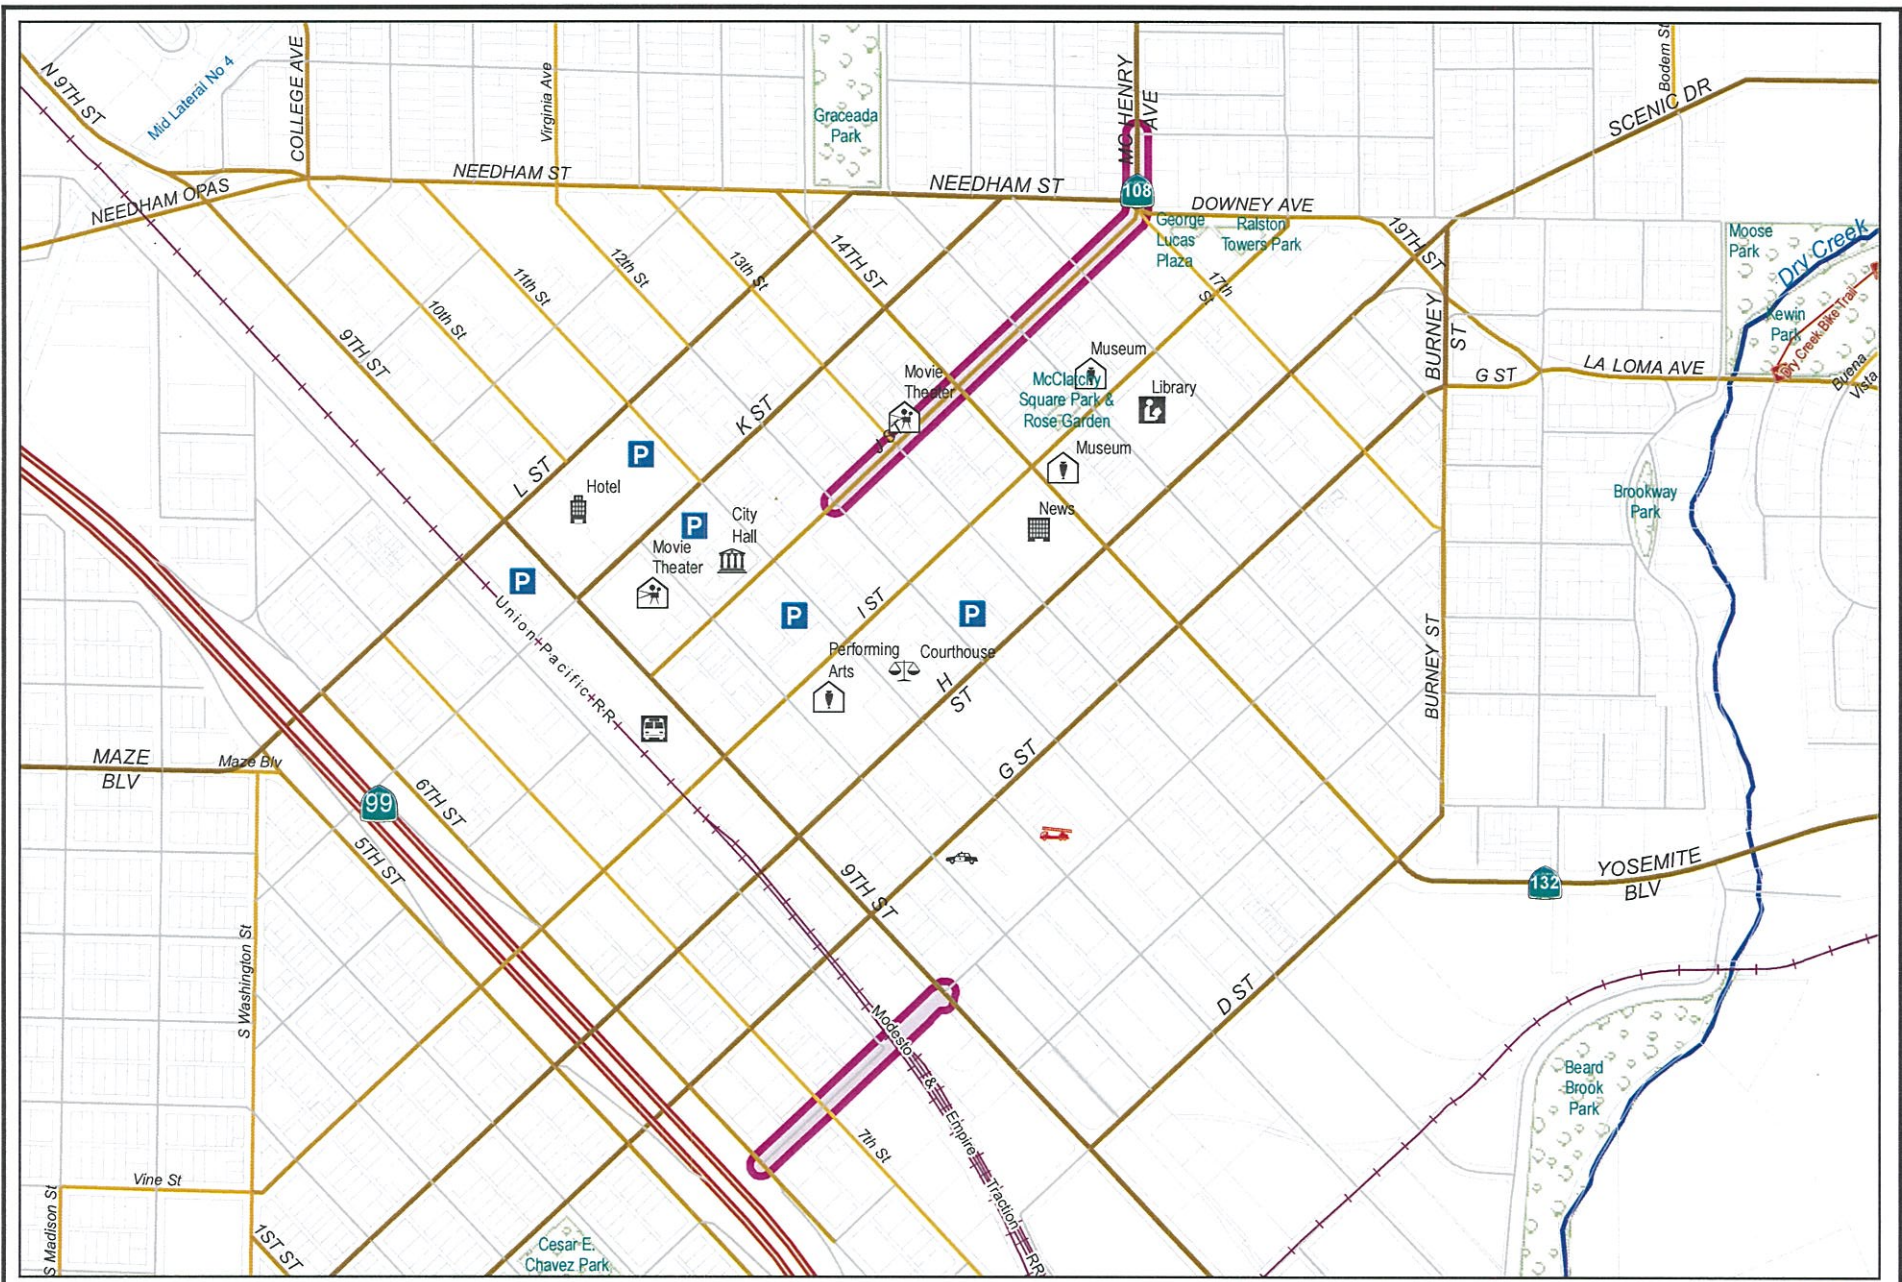 N 9TH ST
Mid Lateral No 4
COLLEGE AVE
Virginia Ave
Graceada
Park
MC HENRY
AVE
Bodem St
SCENIC DR
NEEDHAM OPAS
NEEDHAM ST
NEEDHAM ST
108
DOWNEY AVE
George
Lucas
Plaza
Ralston
Towers Park
19TH ST
Moose
Park
Dry Creek
Kewin
Park
Dry Creek Bike Trail
Buena
Vista
9TH ST
10th St
11th St
12th St
13th St
14TH ST
17th
St
BURNEY
ST
G ST
LA LOMA AVE
Museum
McClatchy
Square Park &
Rose Garden
Library
Movie
Theater
J ST
K ST
L ST
P
Hotel
Museum
News
Brookway
Park
P
City
Hall
Movie
Theater
P
P
P
I ST
Performing
Arts
Courthouse
H
ST
BURNEY ST
Union Pacific RR
MAZE
BLV
Maze Blv
99
6TH ST
5TH ST
G ST
9TH ST
132
YOSEMITE
BLV
S Washington St
D ST
Modesto & Empire Traction RR
7th St
Beard
Brook
Park
Vine St
S Madison St
1ST ST
Cesar E.
Chavez Park